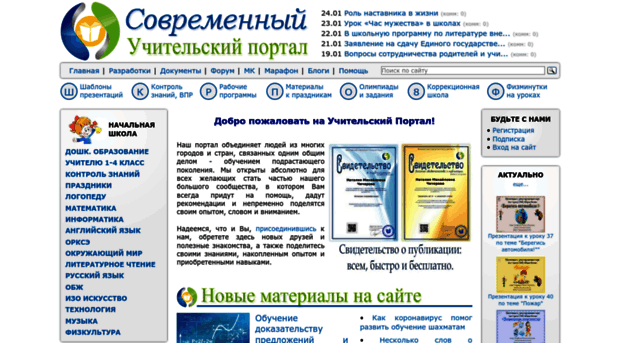 Современный
Учительский портал
24.01 Роль наставника в жизни (комм: 0)
23.01 Урок «Час мужества» в школах (комм: 0)
22.01 В школьную программу по литературе вне... (комм: 0)
21.01 Заявление на сдачу Единого государстве... (комм: 0)
19.01 Вопросы сотрудничества родителей и учи... (комм: 0)
Главная | Разработки | Документы | Форум | МК | Марафон | Блоги | Помощь
Поиск по сайту
Ш Шаблоны презентаций
К Контроль знаний, ВПР
Р Рабочие программы
П Материалы к праздникам
О Олимпиады и задания
8 Коррекционная школа
Ф Физминутки на уроках
НАЧАЛЬНАЯ
ШКОЛА
ДОШК. ОБРАЗОВАНИЕ
УЧИТЕЛЮ 1-4 КЛАСС
КОНТРОЛЬ ЗНАНИЙ
ПРАЗДНИКИ
ЛОГОПЕДУ
МАТЕМАТИКА
ИНФОРМАТИКА
АНГЛИЙСКИЙ ЯЗЫК
ОРКСЭ
ОКРУЖАЮЩИЙ МИР
ЛИТЕРАТУРНОЕ ЧТЕНИЕ
РУССКИЙ ЯЗЫК
ОБЖ
ИЗО ИСКУССТВО
ТЕХНОЛОГИЯ
МУЗЫКА
ФИЗКУЛЬТУРА
Добро пожаловать на Учительский Портал!
Наш портал объединяет людей из многих
городов и стран, связанных одним общим
делом - обучением подрастающего
поколения. Мы открыты абсолютно для
всех желающих стать частью нашего
большого сообщества, в котором Вам
всегда придут на помощь, дадут
рекомендации и непременно поделятся
своим опытом, словом и вниманием.
Надеемся, что и Вы, присоединившись к
нам, обретете здесь новых друзей и
полезные знакомства, а также поделитесь
своими знаниями, накопленным опытом и
приобретенными навыками.
Свидетельство
Свидетельство
Свидетельство о публикации:
всем, быстро и бесплатно.
Новые материалы на сайте
Обучение
доказательству
предложений и
• Как коронавирус помог
развить обучение шахматам
• Несколько слов о
БУДЬТЕ С НАМИ
• Регистрация
• Подписка
• Вход на сайт
АКТУАЛЬНО
еще...
Презентация к уроку 37
по теме "Берегись
автомобиля!"
Презентация к уроку 40
по теме "Пожар"